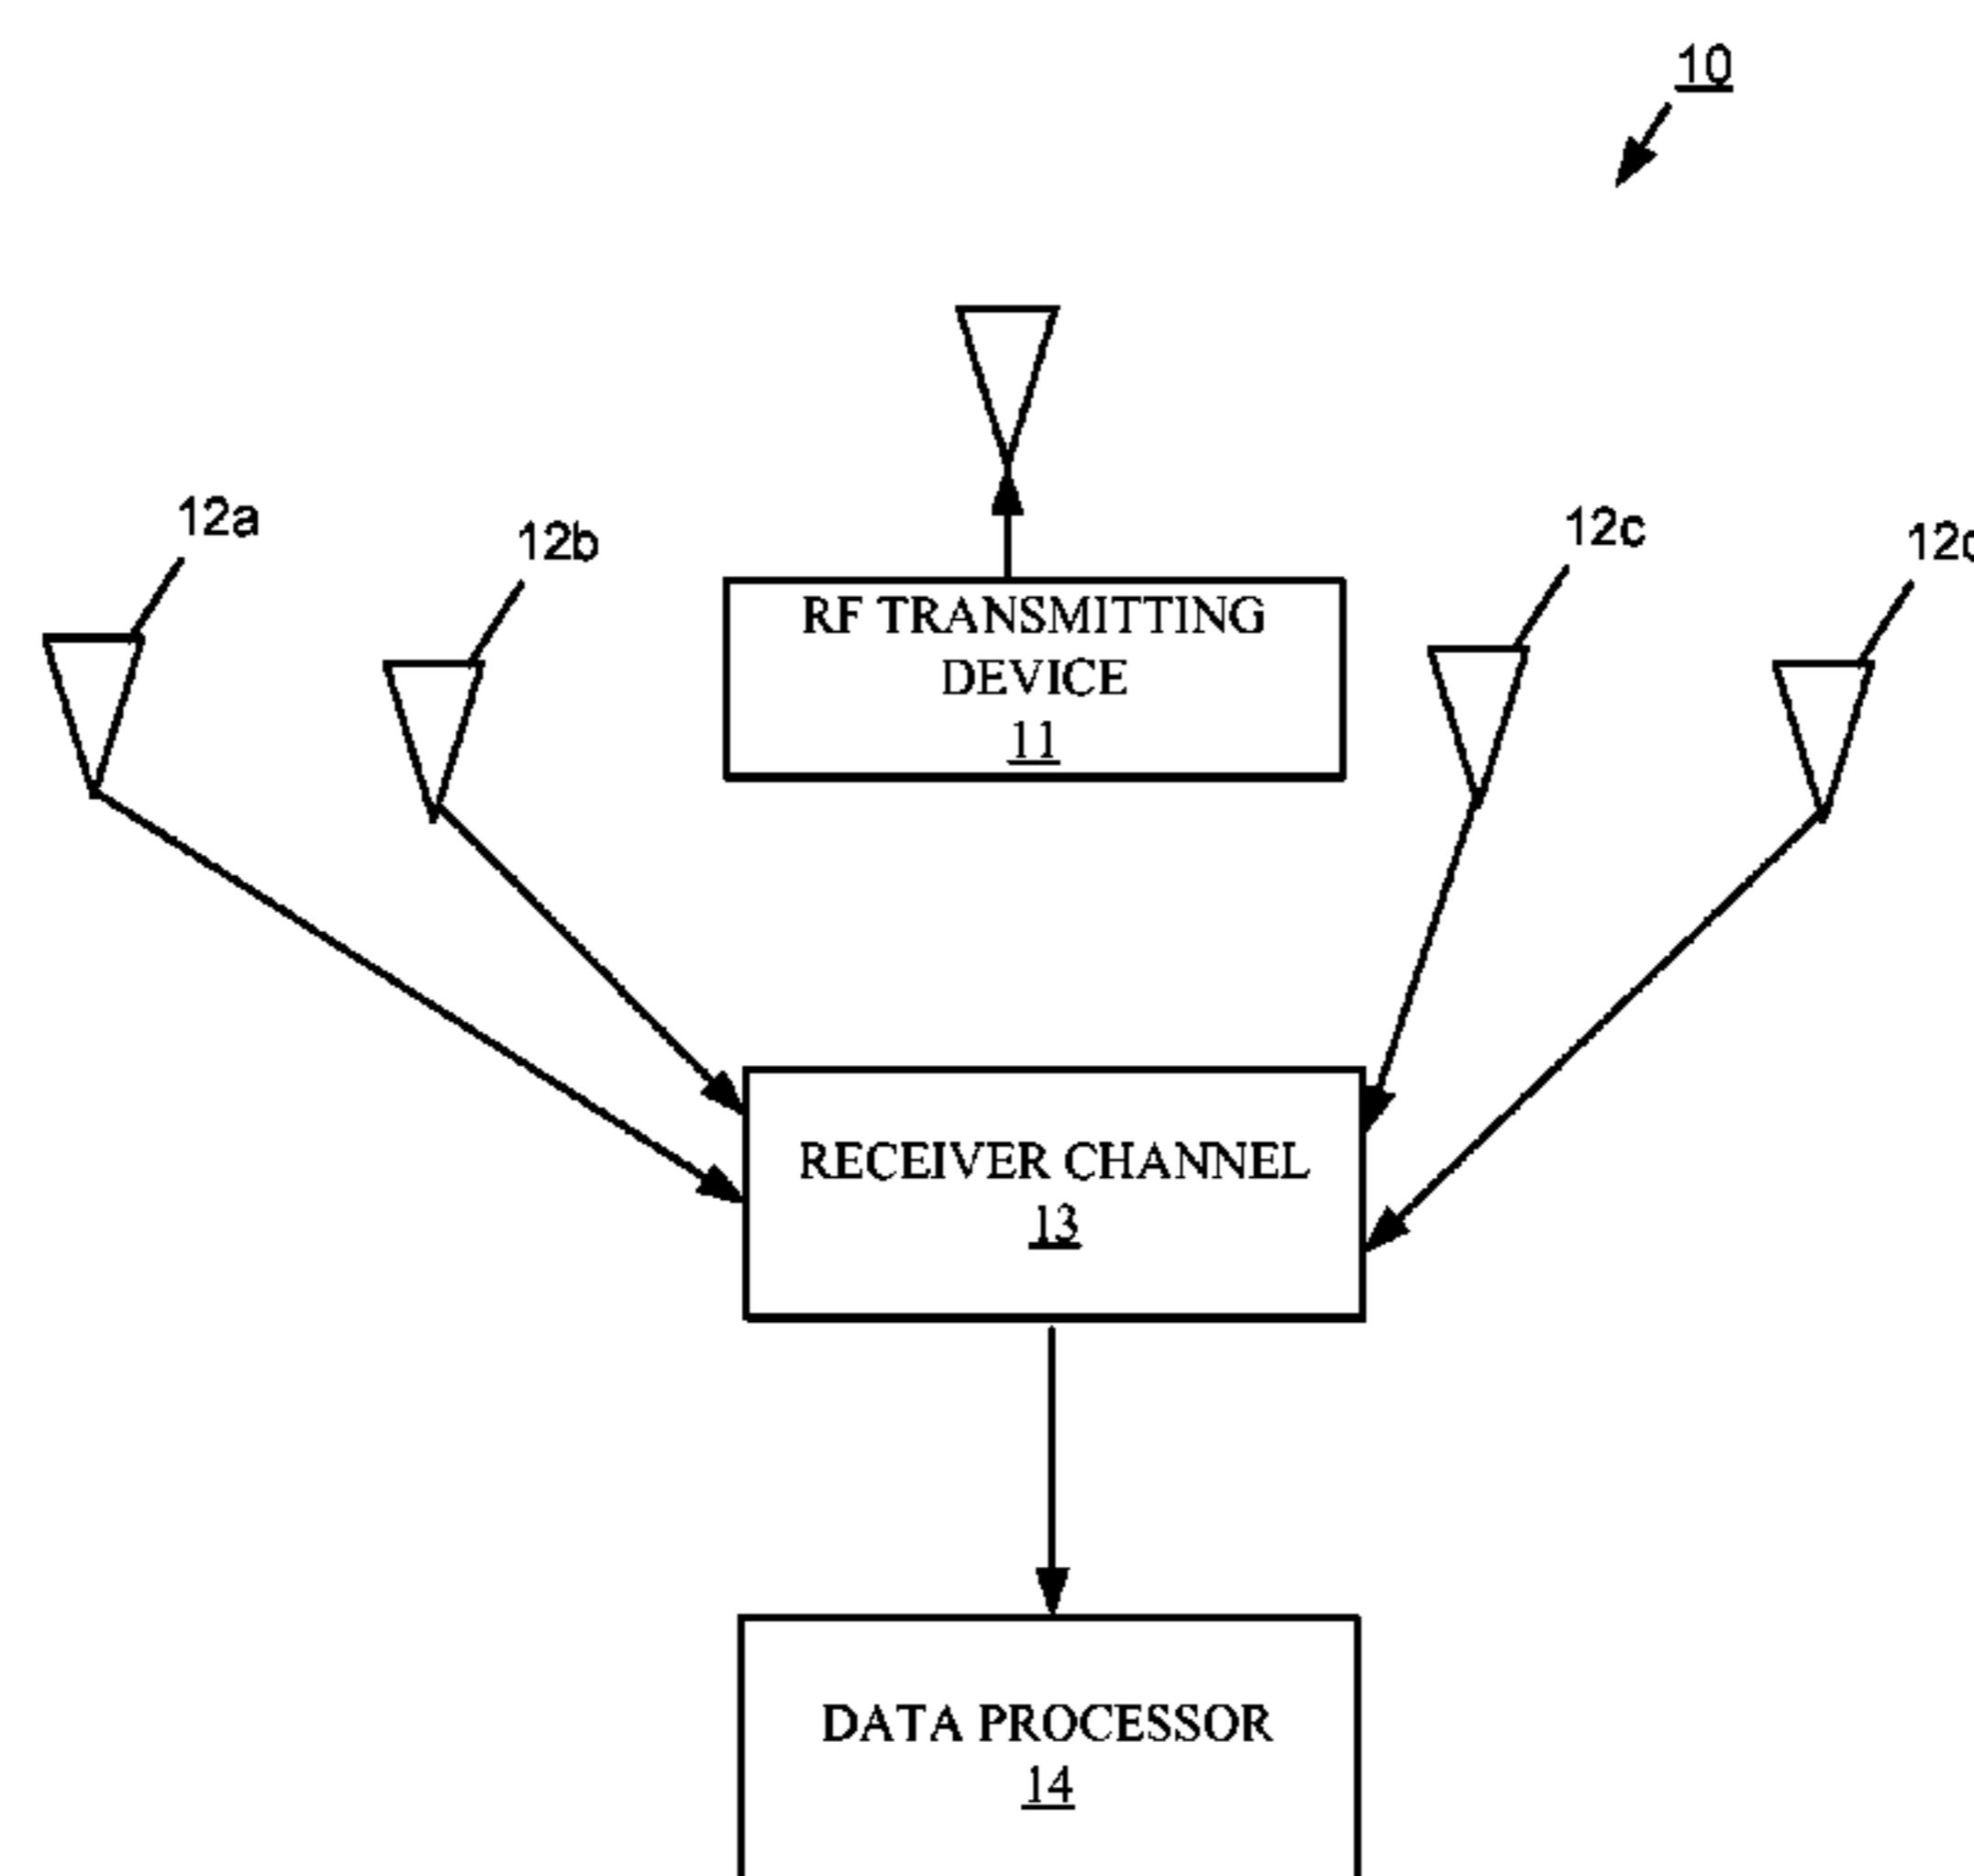 10
12a
12b
12c
RF TRANSMITTING
DEVICE
11
RECEIVER CHANNEL
13
DATA PROCESSOR
14